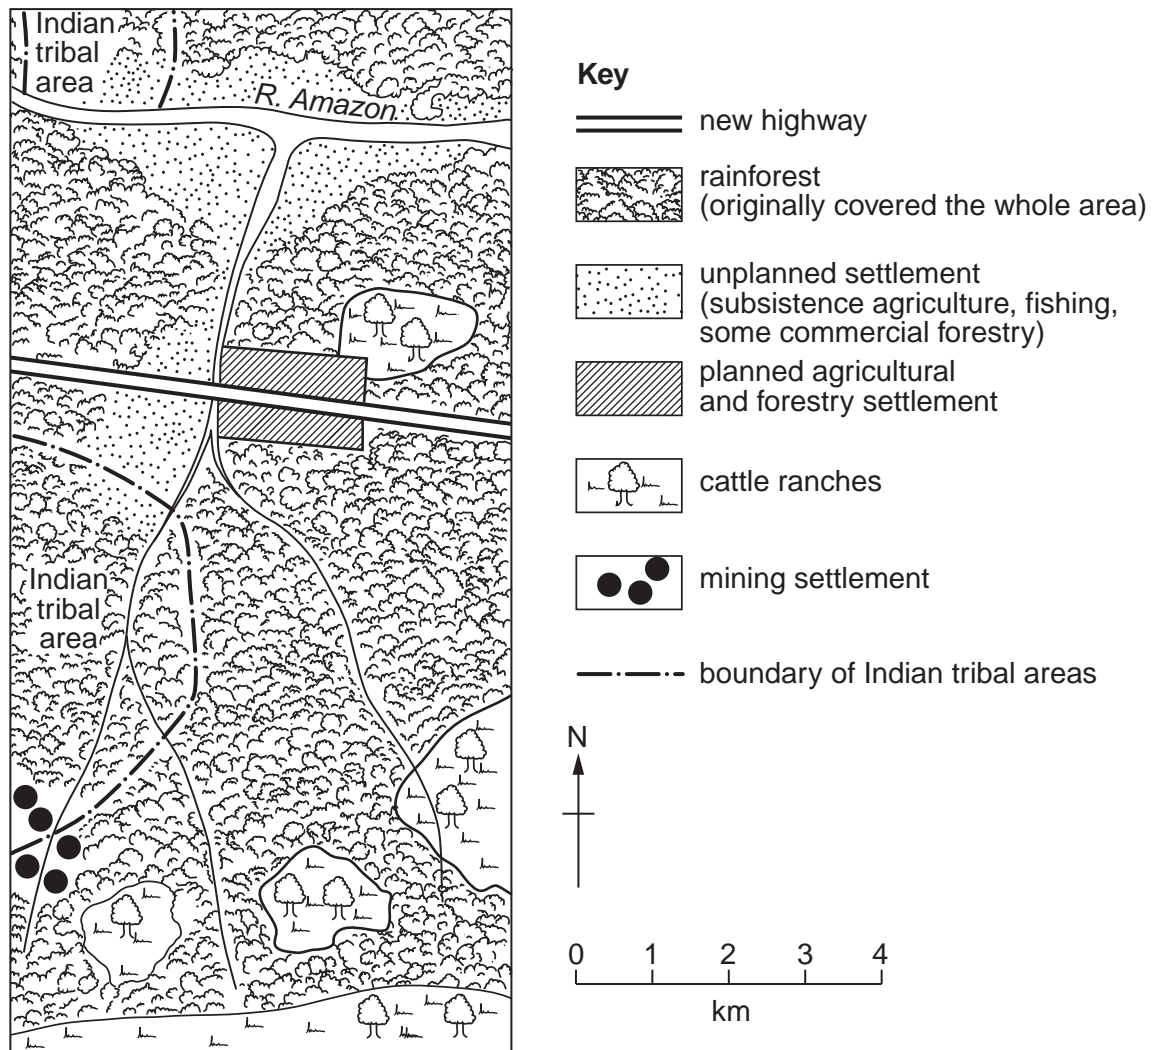 Indian
tribal
area
R. Amazon
Indian
tribal
area
Key
new highway
rainforest
(originally covered the whole area)
unplanned settlement
(subsistence agriculture, fishing,
some commercial forestry)
planned agricultural
and forestry settlement
cattle ranches
mining settlement
boundary of Indian tribal areas
N
0 1 2 3 4
km